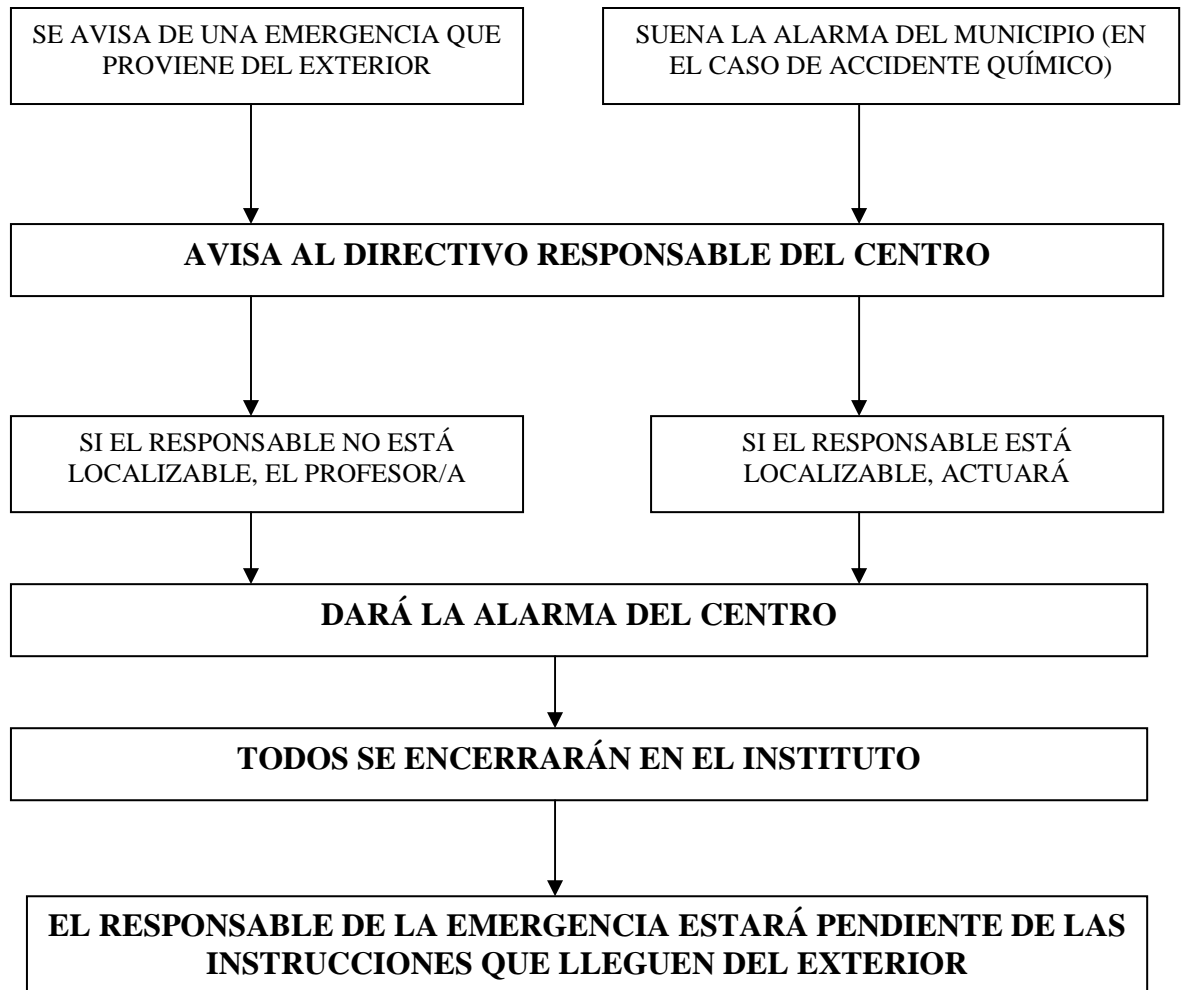 SE AVISA DE UNA EMERGENCIA QUE
PROVIENE DEL EXTERIOR
SUENA LA ALARMA DEL MUNICIPIO (EN
EL CASO DE ACCIDENTE QUÍMICO)
AVISA AL DIRECTIVO RESPONSABLE DEL CENTRO
SI EL RESPONSABLE NO ESTÁ
LOCALIZABLE, EL PROFESOR/A
SI EL RESPONSABLE ESTÁ
LOCALIZABLE, ACTUARÁ
DARÁ LA ALARMA DEL CENTRO
TODOS SE ENCERRARÁN EN EL INSTITUTO
EL RESPONSABLE DE LA EMERGENCIA ESTARÁ PENDIENTE DE LAS
INSTRUCCIONES QUE LLEGUEN DEL EXTERIOR